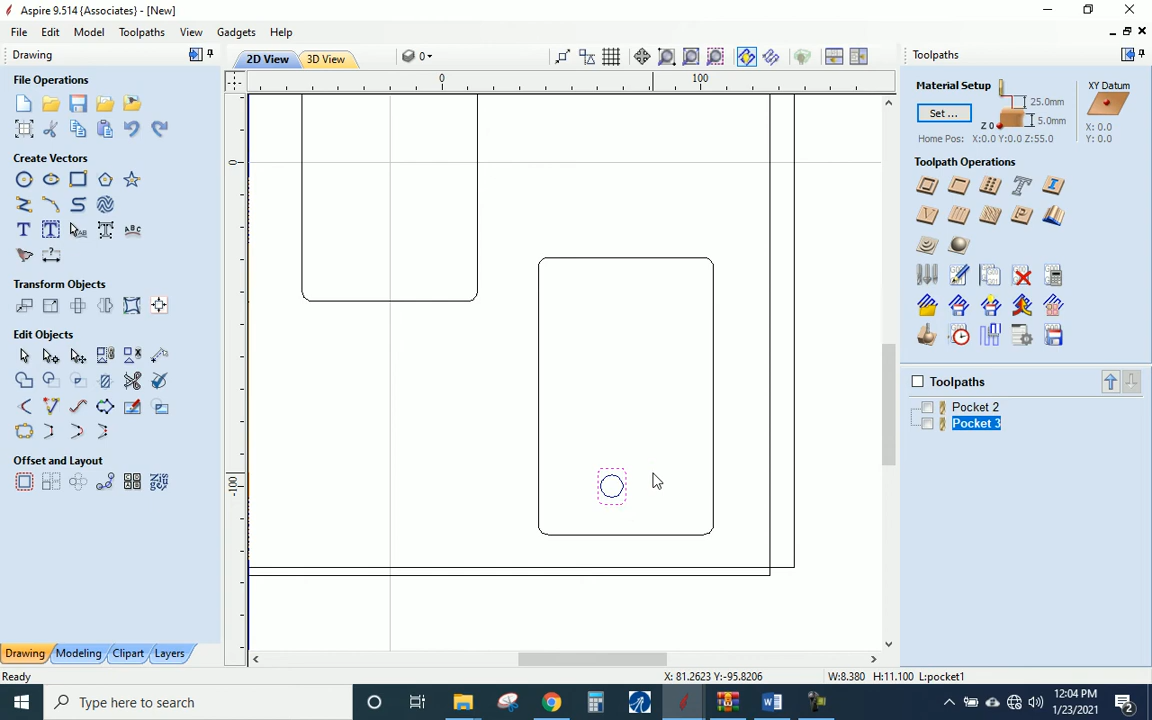 Aspire 9.514 {Associates} - [New]
File Edit Model Toolpaths View Gadgets Help
Drawing
File Operations
Create Vectors
Transform Objects
Edit Objects
Offset and Layout
Drawing Modeling Clipart Layers
2D View 3D View
0
0 100
0
-100
Toolpaths
Material Setup
Set ...
25.0mm
Z 0
5.0mm
Home Pos: X:0.0 Y:0.0 Z:55.0
XY Datum
X: 0.0
Y: 0.0
Toolpath Operations
Toolpaths
Pocket 2
Pocket 3
Ready
X: 81.2623 Y:-95.8206
W:8.380 H:11.100 L:pocket1
Type here to search
12:04 PM
1/23/2021
2